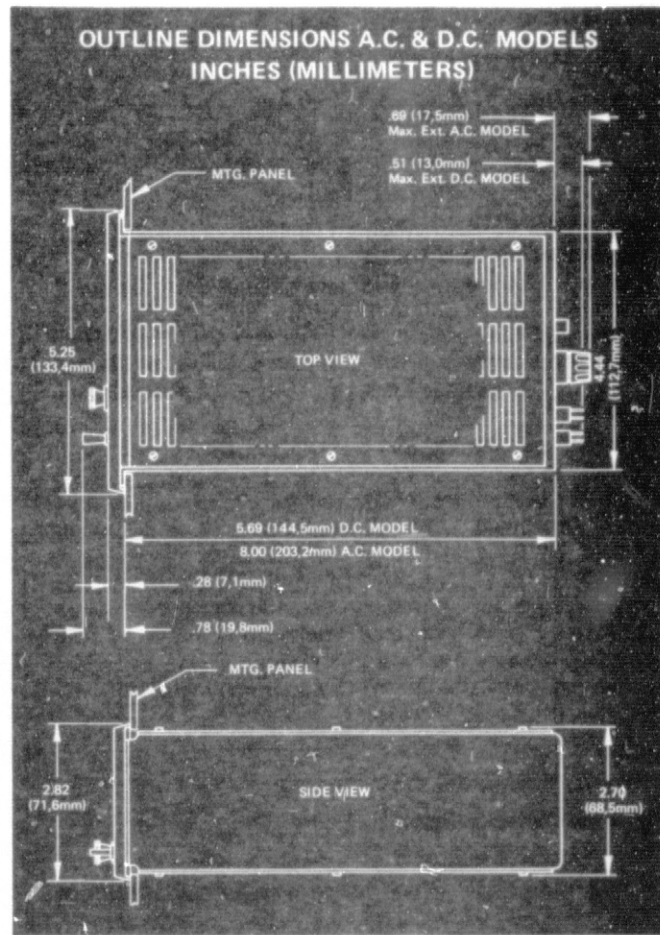 OUTLINE DIMENSIONS A.C. & D.C. MODELS
INCHES (MILLIMETERS)
.69 (17,5mm)
Max. Ext. A.C. MODEL
.51 (13,0mm)
Max. Ext. D.C. MODEL
MTG. PANEL
5.25
(133,4mm)
TOP VIEW
4.44
(112,7mm)
5.69 (144,5mm) D.C. MODEL
8.00 (203,2mm) A.C. MODEL
.28 (7,1mm)
.78 (19,8mm)
MTG. PANEL
2.82
(71,6mm)
SIDE VIEW
2.70
(68,5mm)